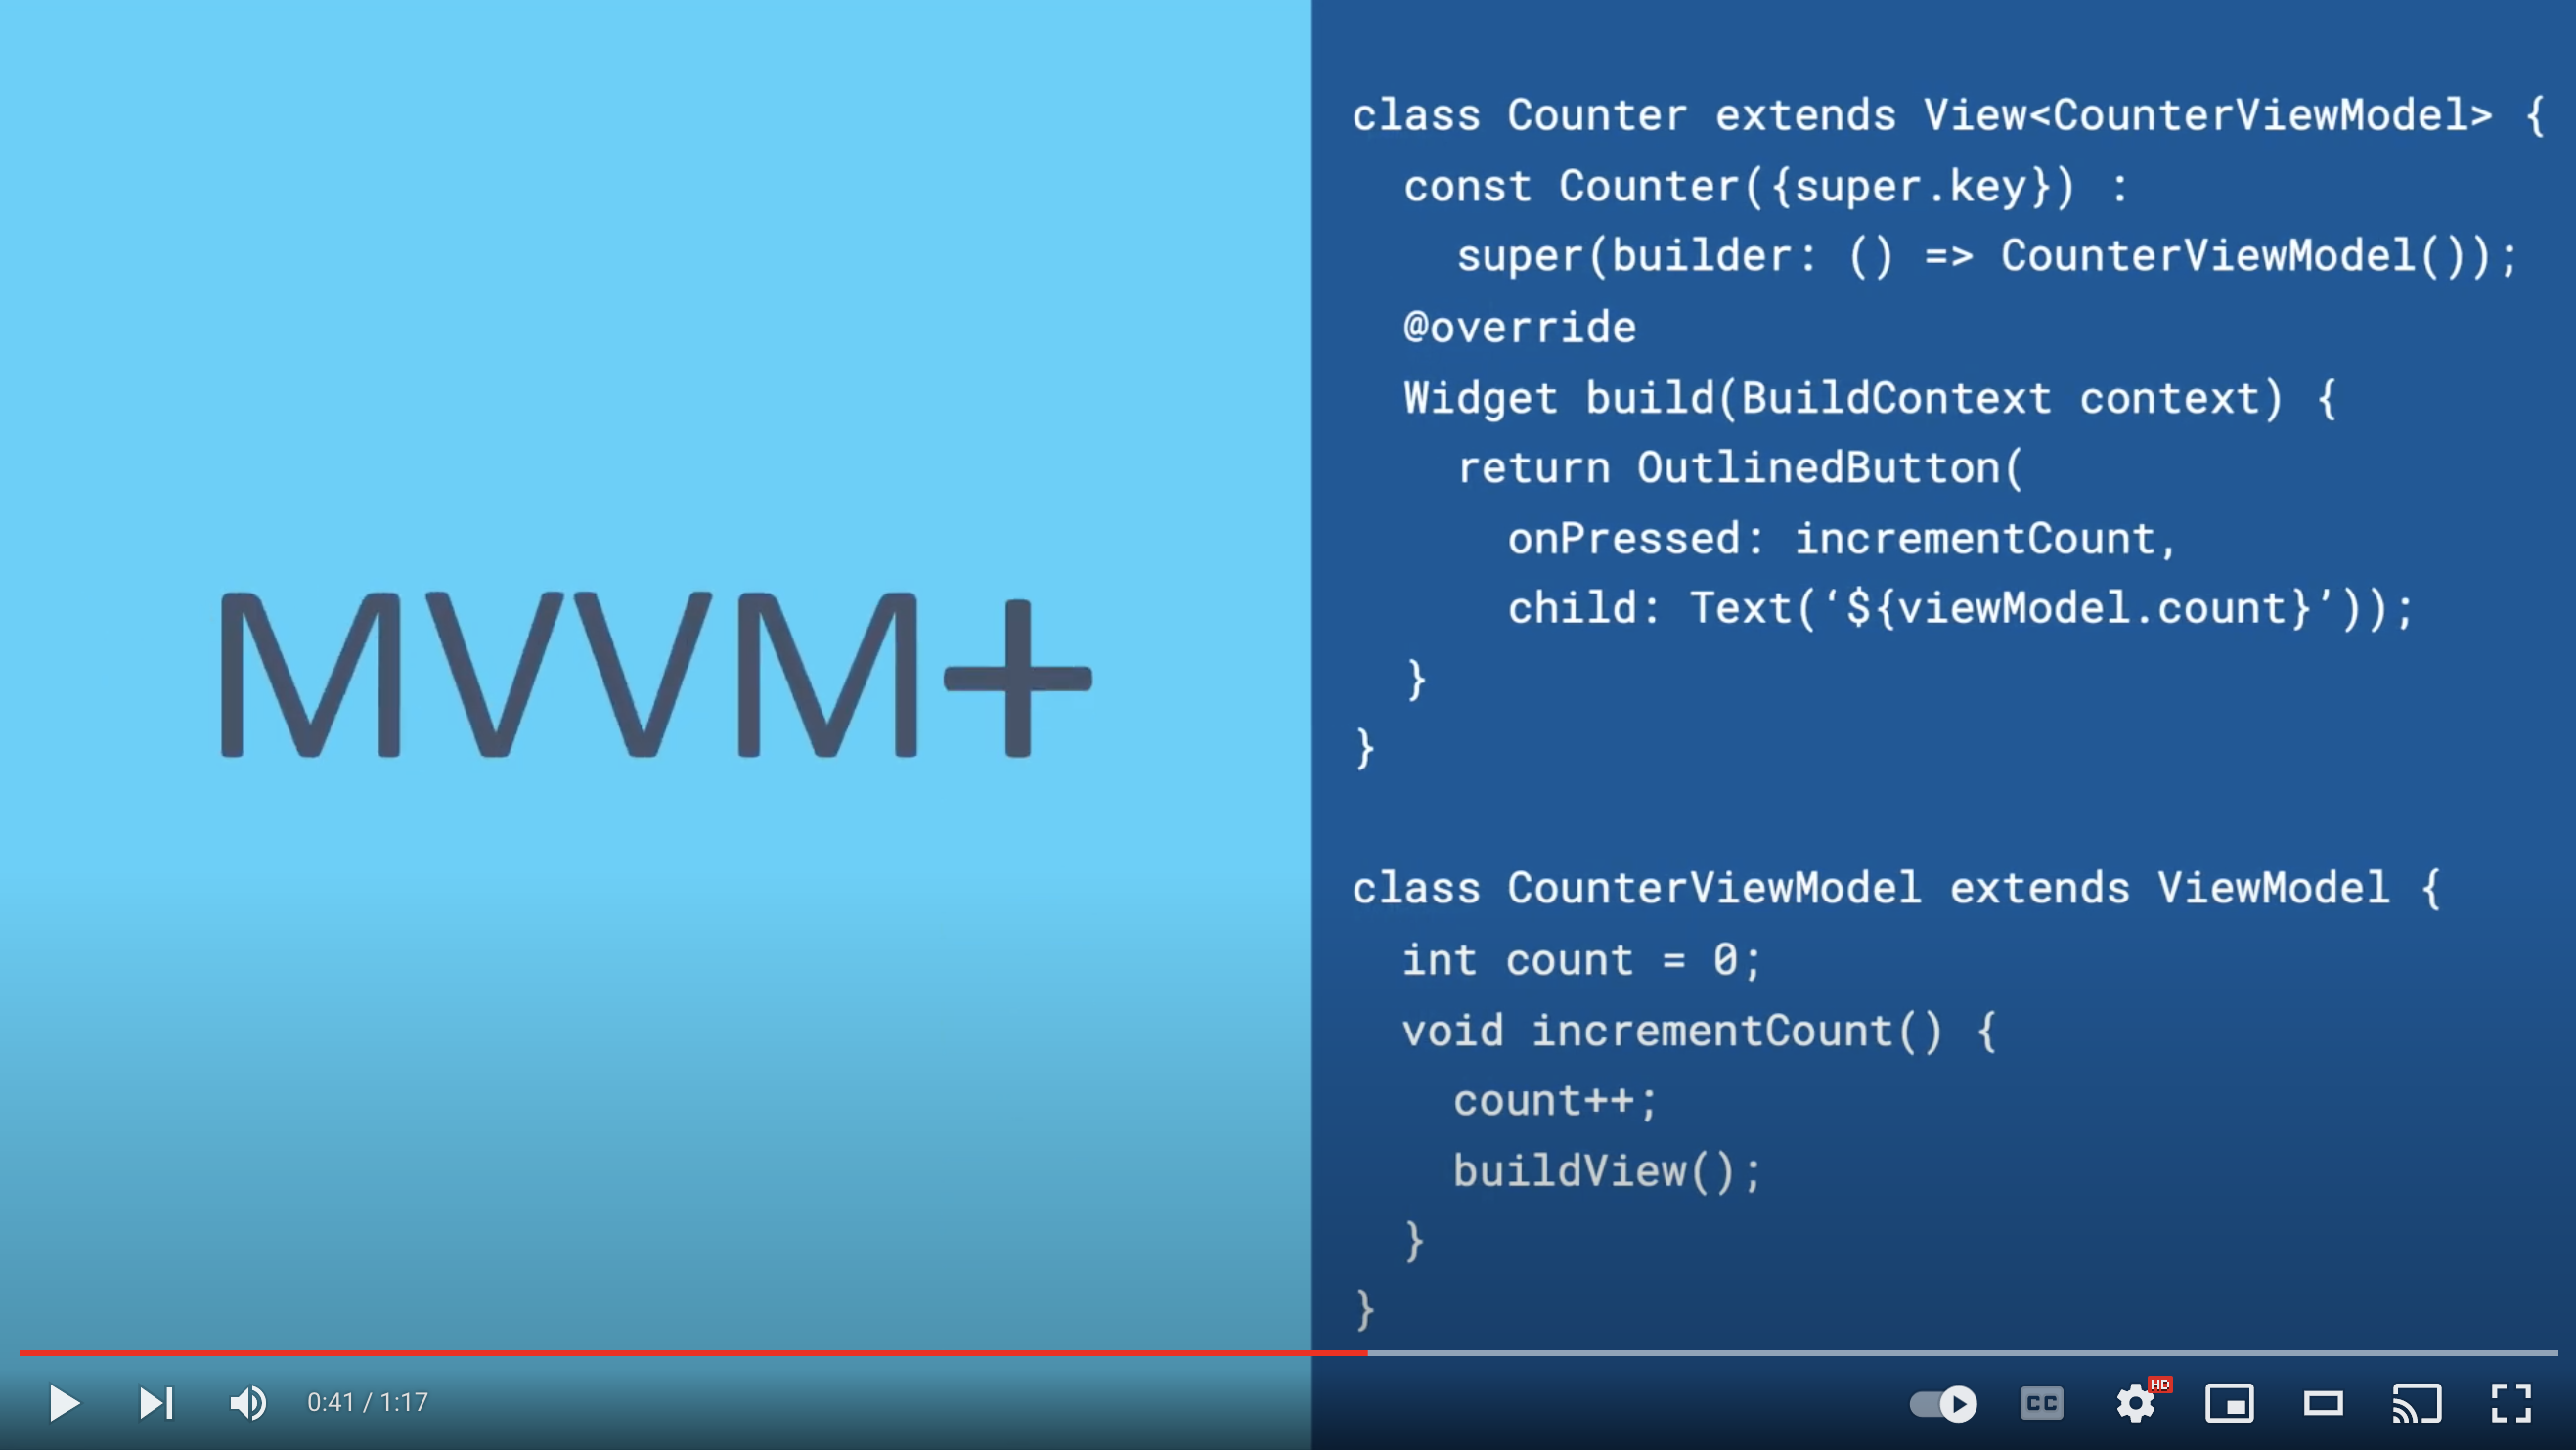 MVVM+
class Counter extends View<CounterViewModel> {
const Counter({super.key}) :
super(builder: () => CounterViewModel());
@override
Widget build(BuildContext context) {
return OutlinedButton(
onPressed: incrementCount,
child: Text(‘${viewModel.count}’));
}
}
class CounterViewModel extends ViewModel {
int count = 0;
void incrementCount() {
count++;
buildView();
}
}
0:41 / 1:17
CC
HD